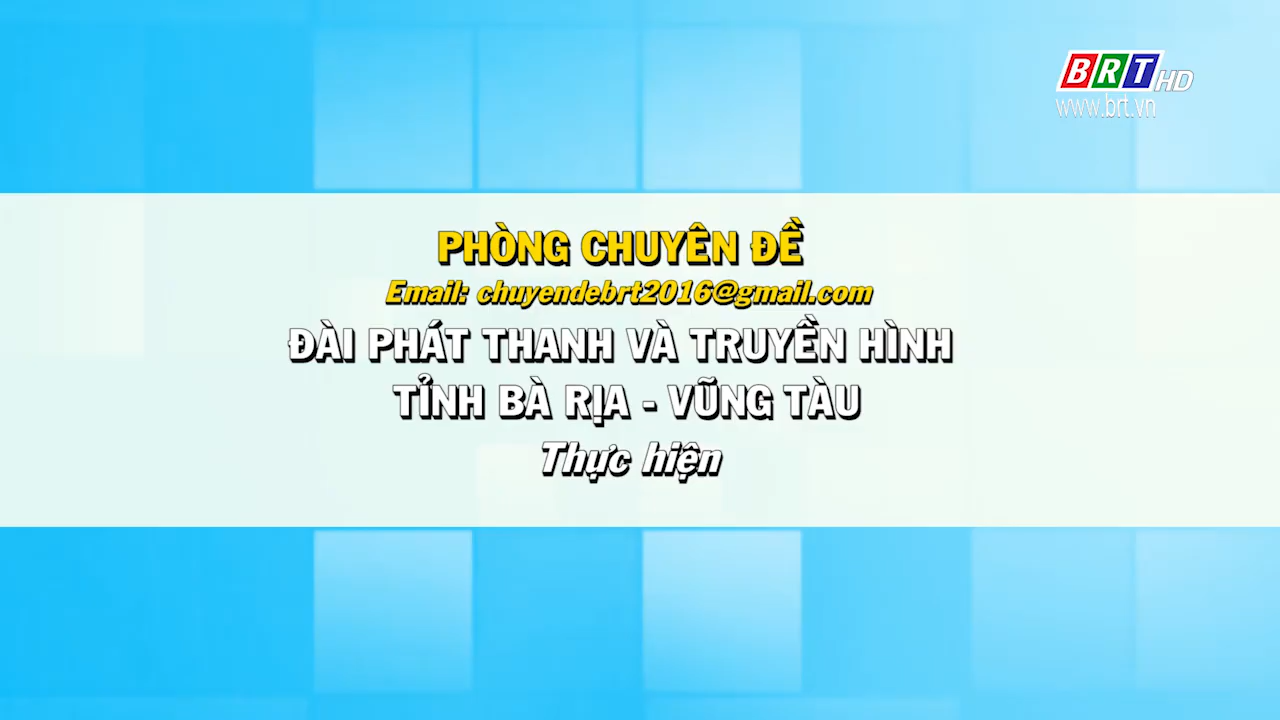 BRT HD
www.brt.vn
PHÒNG CHUYÊN ĐỀ
Email: chuyendebrt2016@gmail.com
ĐÀI PHÁT THANH VÀ TRUYỀN HÌNH
TỈNH BÀ RỊA - VŨNG TÀU
Thực hiện